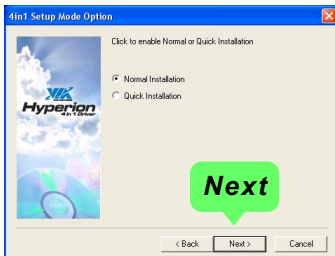 4in1 Setup Mode Option
Click to enable Normal or Quick Installation
Normal Installation
Quick Installation
VIA
Hyperion
4 in 1 Driver
Next
< Back
Next >
Cancel